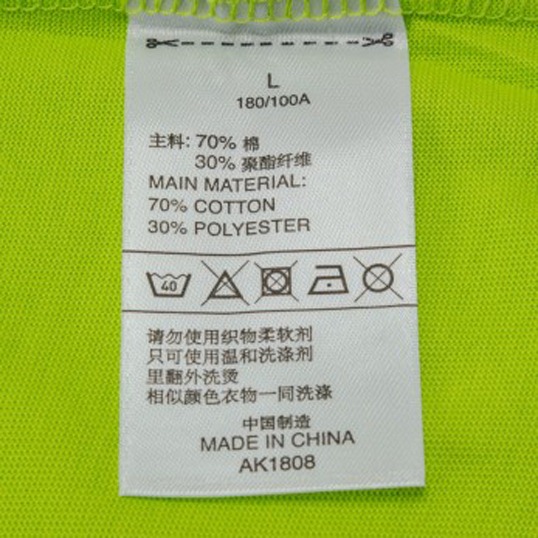 L
180/100A
主料: 70% 棉
30% 聚酯纤维
MAIN MATERIAL:
70% COTTON
30% POLYESTER
40
请勿使用织物柔软剂
只可使用温和洗涤剂
里翻外洗烫
相似颜色衣物一同洗涤
中国制造
MADE IN CHINA
AK1808